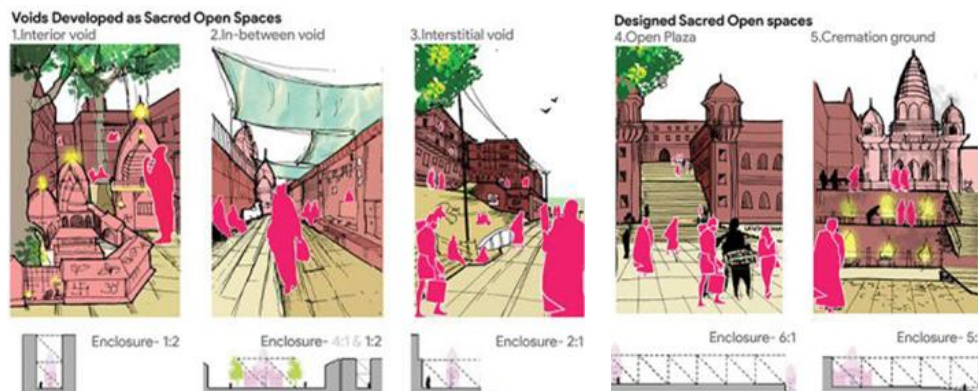 Voids Developed as Sacred Open Spaces
1.Interior void
2.In-between void
3.Interstitial void
Designed Sacred Open spaces
4.Open Plaza
5.Cremation ground
Enclosure- 1:2
Enclosure- 4:1 & 1:2
Enclosure- 2:1
Enclosure- 6:1
Enclosure- 5: